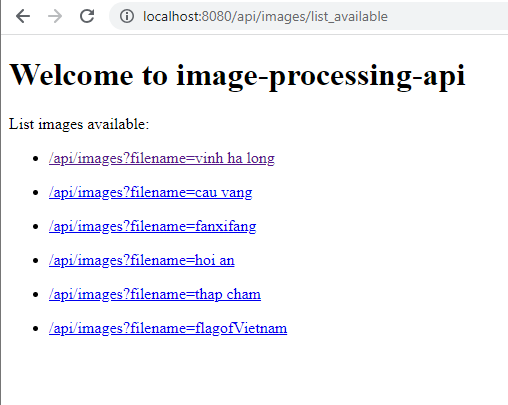 localhost:8080/api/images/list_available
Welcome to image-processing-api
List images available:
/api/images?filename=vinh ha long
/api/images?filename=cau vang
/api/images?filename=fanxifang
/api/images?filename=hoi an
/api/images?filename=thap cham
/api/images?filename=flagofVietnam